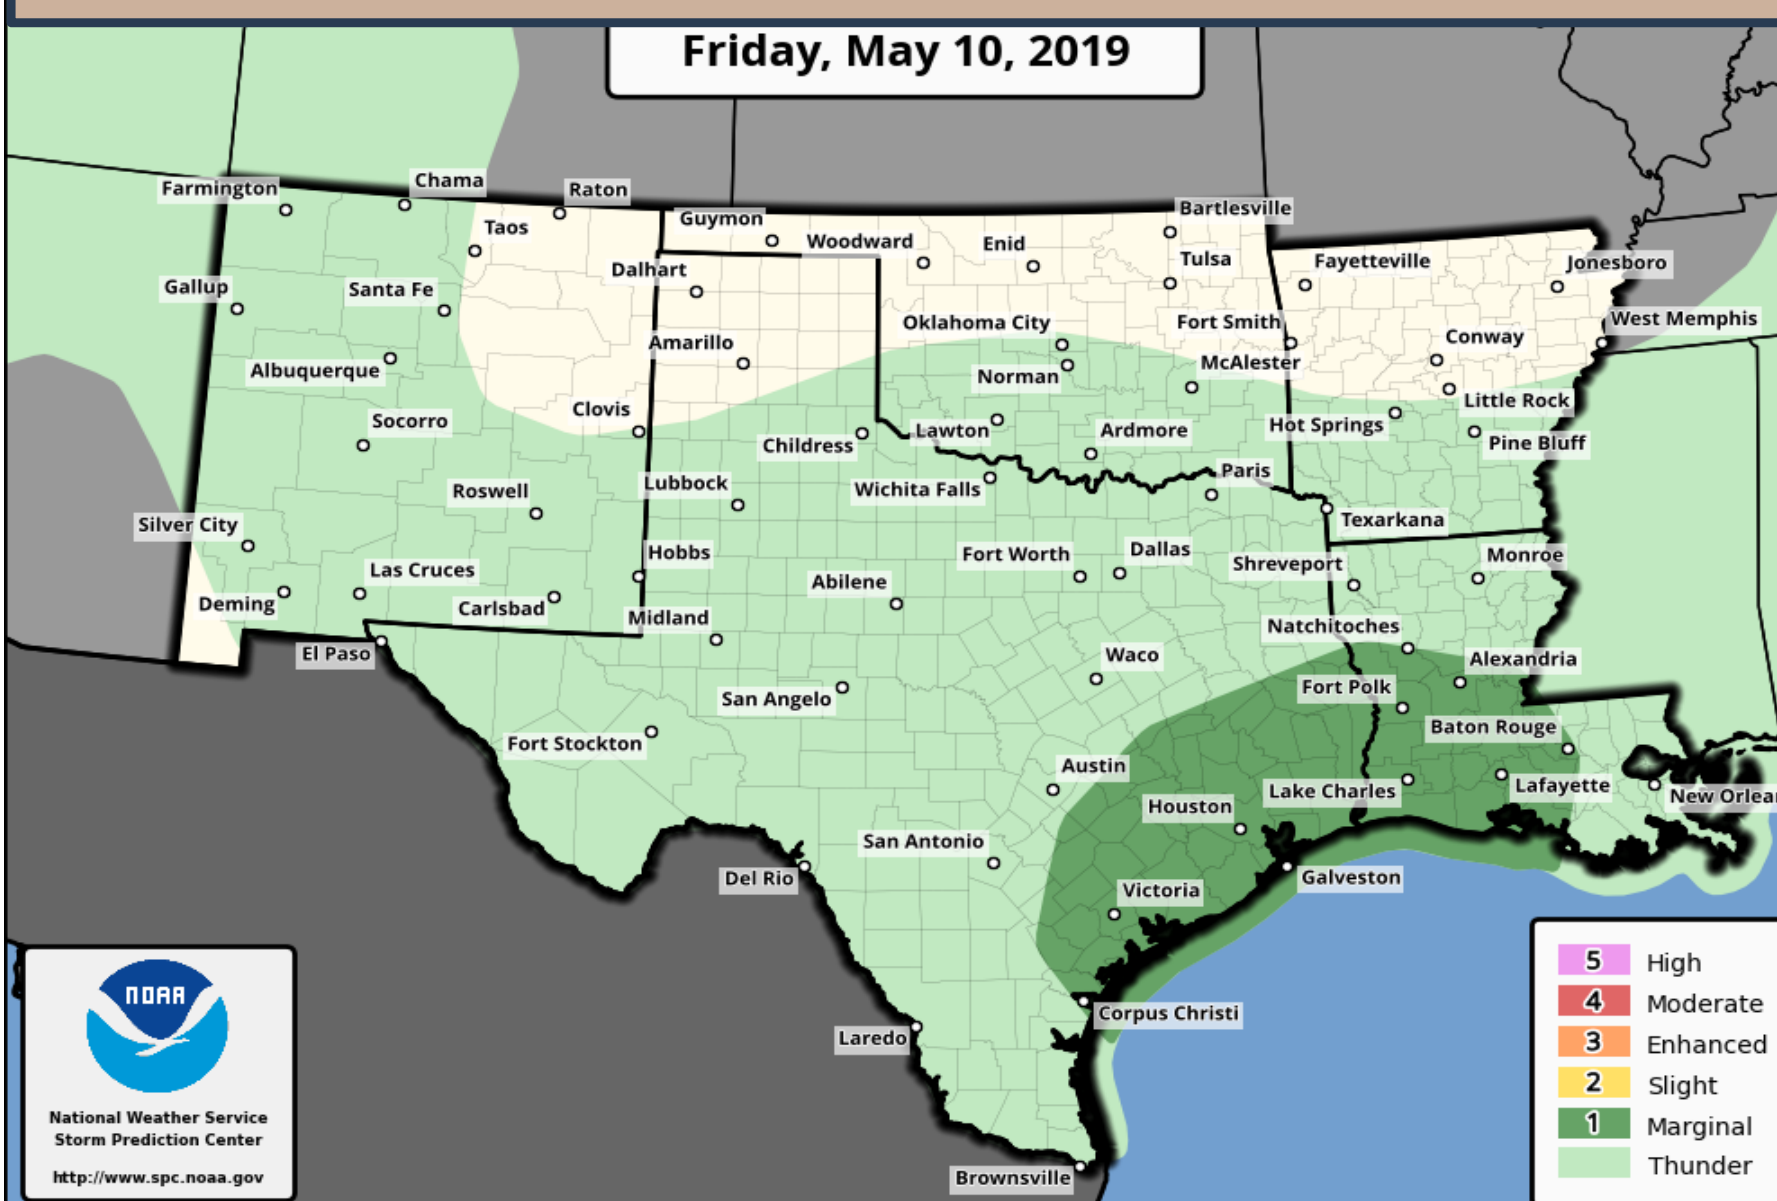 Friday, May 10, 2019
Farmington
Chama
Raton
Taos
Guymon
Woodward
Enid
Bartlesville
Tulsa
Fayetteville
Jonesboro
Gallup
Santa Fe
Dalhart
Albuquerque
Amarillo
Oklahoma City
Fort Smith
Conway
West Memphis
Norman
McAlester
Little Rock
Socorro
Clovis
Childress
Lawton
Ardmore
Hot Springs
Pine Bluff
Roswell
Lubbock
Wichita Falls
Paris
Texarkana
Silver City
Hobbs
Fort Worth
Dallas
Shreveport
Monroe
Las Cruces
Deming
Carlsbad
Midland
Abilene
Natchitoches
El Paso
San Angelo
Waco
Alexandria
Fort Polk
Fort Stockton
Baton Rouge
Austin
Houston
Lake Charles
Lafayette
New Orlean
San Antonio
Del Rio
Victoria
Galveston
Corpus Christi
Laredo
Brownsville
NOAA
National Weather Service
Storm Prediction Center
http://www.spc.noaa.gov
5 High
4 Moderate
3 Enhanced
2 Slight
1 Marginal
Thunder